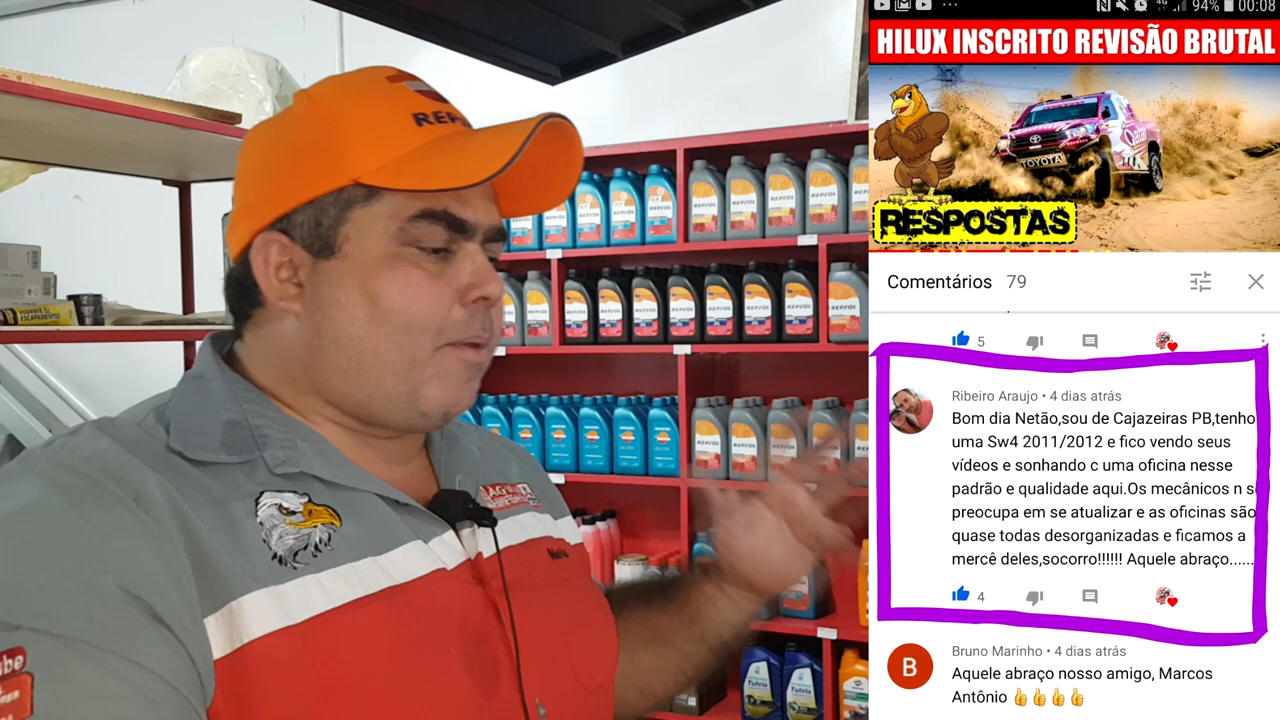 94% 00:08
HILUX INSCRITO REVISÃO BRUTAL
TOYOTA
RESPOSTAS
Comentários 79
5
Ribeiro Araujo • 4 dias atrás
Bom dia Netão,sou de Cajazeiras PB,tenho
uma Sw4 2011/2012 e fico vendo seus
vídeos e sonhando c uma oficina nesse
padrão e qualidade aqui.Os mecânicos n s
preocupa em se atualizar e as oficinas são
quase todas desorganizadas e ficamos a
mercê deles,socorro!!!!!! Aquele abraço......
4
B
Bruno Marinho • 4 dias atrás
Aquele abraço nosso amigo, Marcos
Antônio 👍👍👍👍
REPSOL
REPSOL
REPSOL
Tutela
Tutela